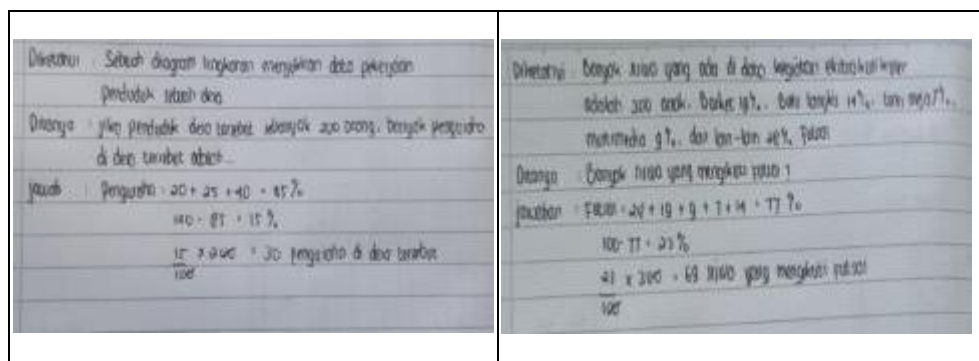 Diketahui : Sebuah diagram lingkaran menyajikan data pekerjaan
penduduk sebuah desa
Ditanya : jika penduduk desa tersebut sebanyak 200 orang, banyak pengusaha
di desa tersebut adalah...
Jawab : Pengusaha : 20 + 25 + 40 = 85%
100 - 85 = 15%
15/100 x 200 = 30 pengusaha di desa tersebut
Diketahui : Banyak siswa yang ada di data kegiatan ekstrakurikuler
adalah 300 anak. Basket 19%, Bulu tangkis 14%, tenis meja 7%,
multimedia 9%, dan lain-lain 28%, Futsal
Ditanya : Banyak siswa yang mengikuti futsal ?
Jawaban : Futsal = 28 + 19 + 9 + 7 + 14 = 77 %
100 - 77 = 23%
23/100 x 300 = 69 siswa yang mengikuti futsal